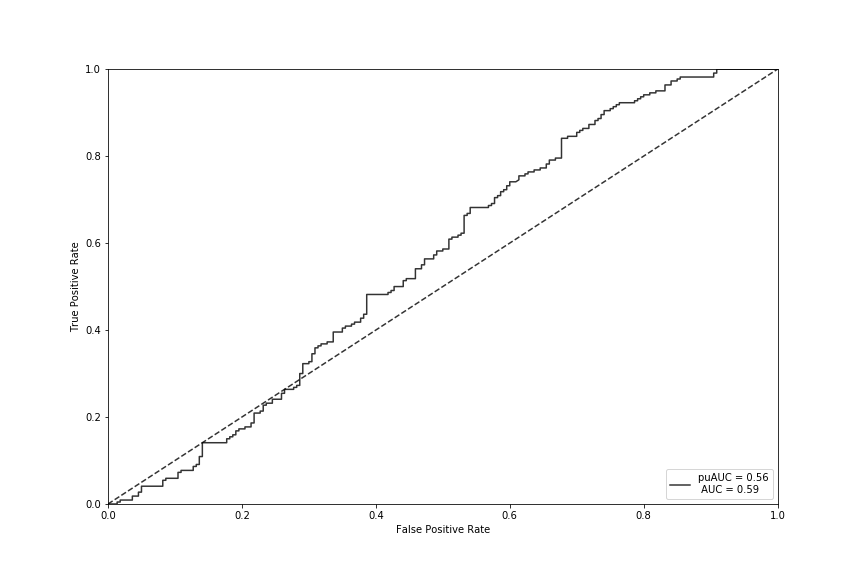 1.0
0.8
0.6
0.4
0.2
0.0
True Positive Rate
puAUC = 0.56
AUC = 0.59
0.0 0.2 0.4 0.6 0.8 1.0
False Positive Rate